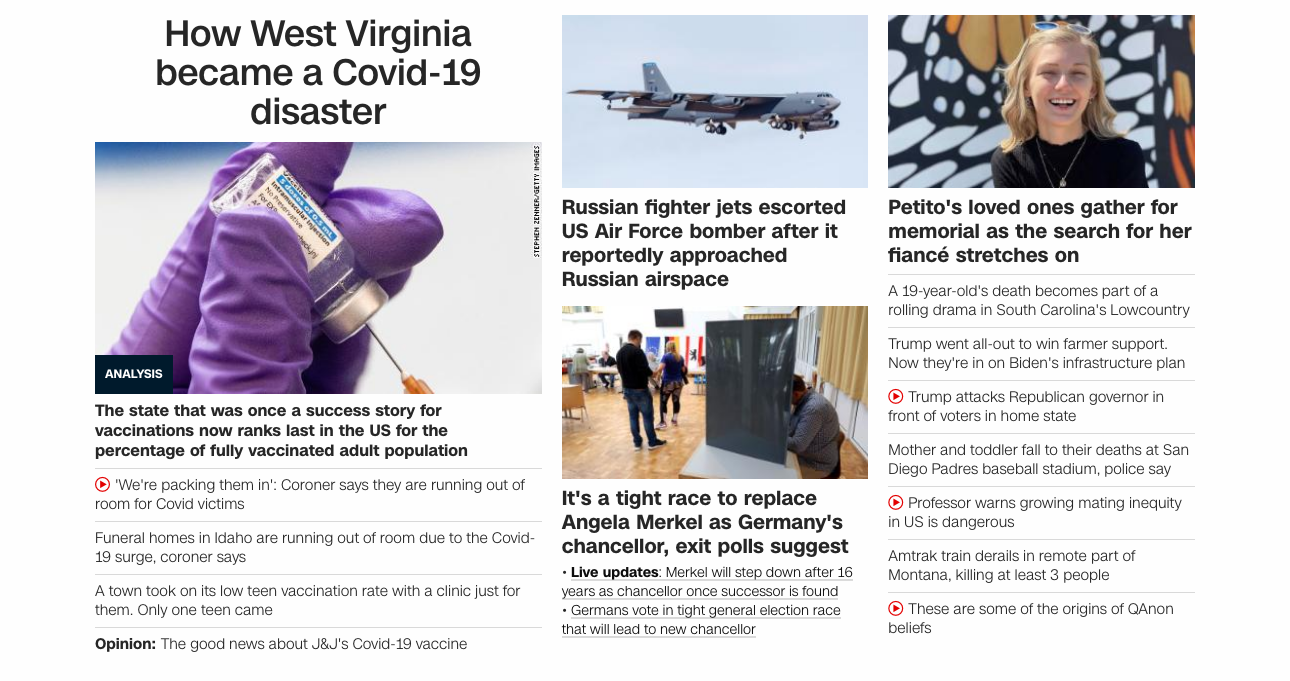 How West Virginia
became a Covid-19
disaster
STEPHEN ZENNER/GETTY IMAGES
5 doses of 0.5 mL
Intramuscular Injection
No Preservative
ANALYSIS
The state that was once a success story for
vaccinations now ranks last in the US for the
percentage of fully vaccinated adult population
'We're packing them in': Coroner says they are running out of
room for Covid victims
Funeral homes in Idaho are running out of room due to the Covid-
19 surge, coroner says
A town took on its low teen vaccination rate with a clinic just for
them. Only one teen came
Opinion: The good news about J&J's Covid-19 vaccine
Russian fighter jets escorted
US Air Force bomber after it
reportedly approached
Russian airspace
It's a tight race to replace
Angela Merkel as Germany's
chancellor, exit polls suggest
• Live updates: Merkel will step down after 16
years as chancellor once successor is found
• Germans vote in tight general election race
that will lead to new chancellor
Petito's loved ones gather for
memorial as the search for her
fiancé stretches on
A 19-year-old's death becomes part of a
rolling drama in South Carolina's Lowcountry
Trump went all-out to win farmer support.
Now they're in on Biden's infrastructure plan
Trump attacks Republican governor in
front of voters in home state
Mother and toddler fall to their deaths at San
Diego Padres baseball stadium, police say
Professor warns growing mating inequity
in US is dangerous
Amtrak train derails in remote part of
Montana, killing at least 3 people
These are some of the origins of QAnon
beliefs